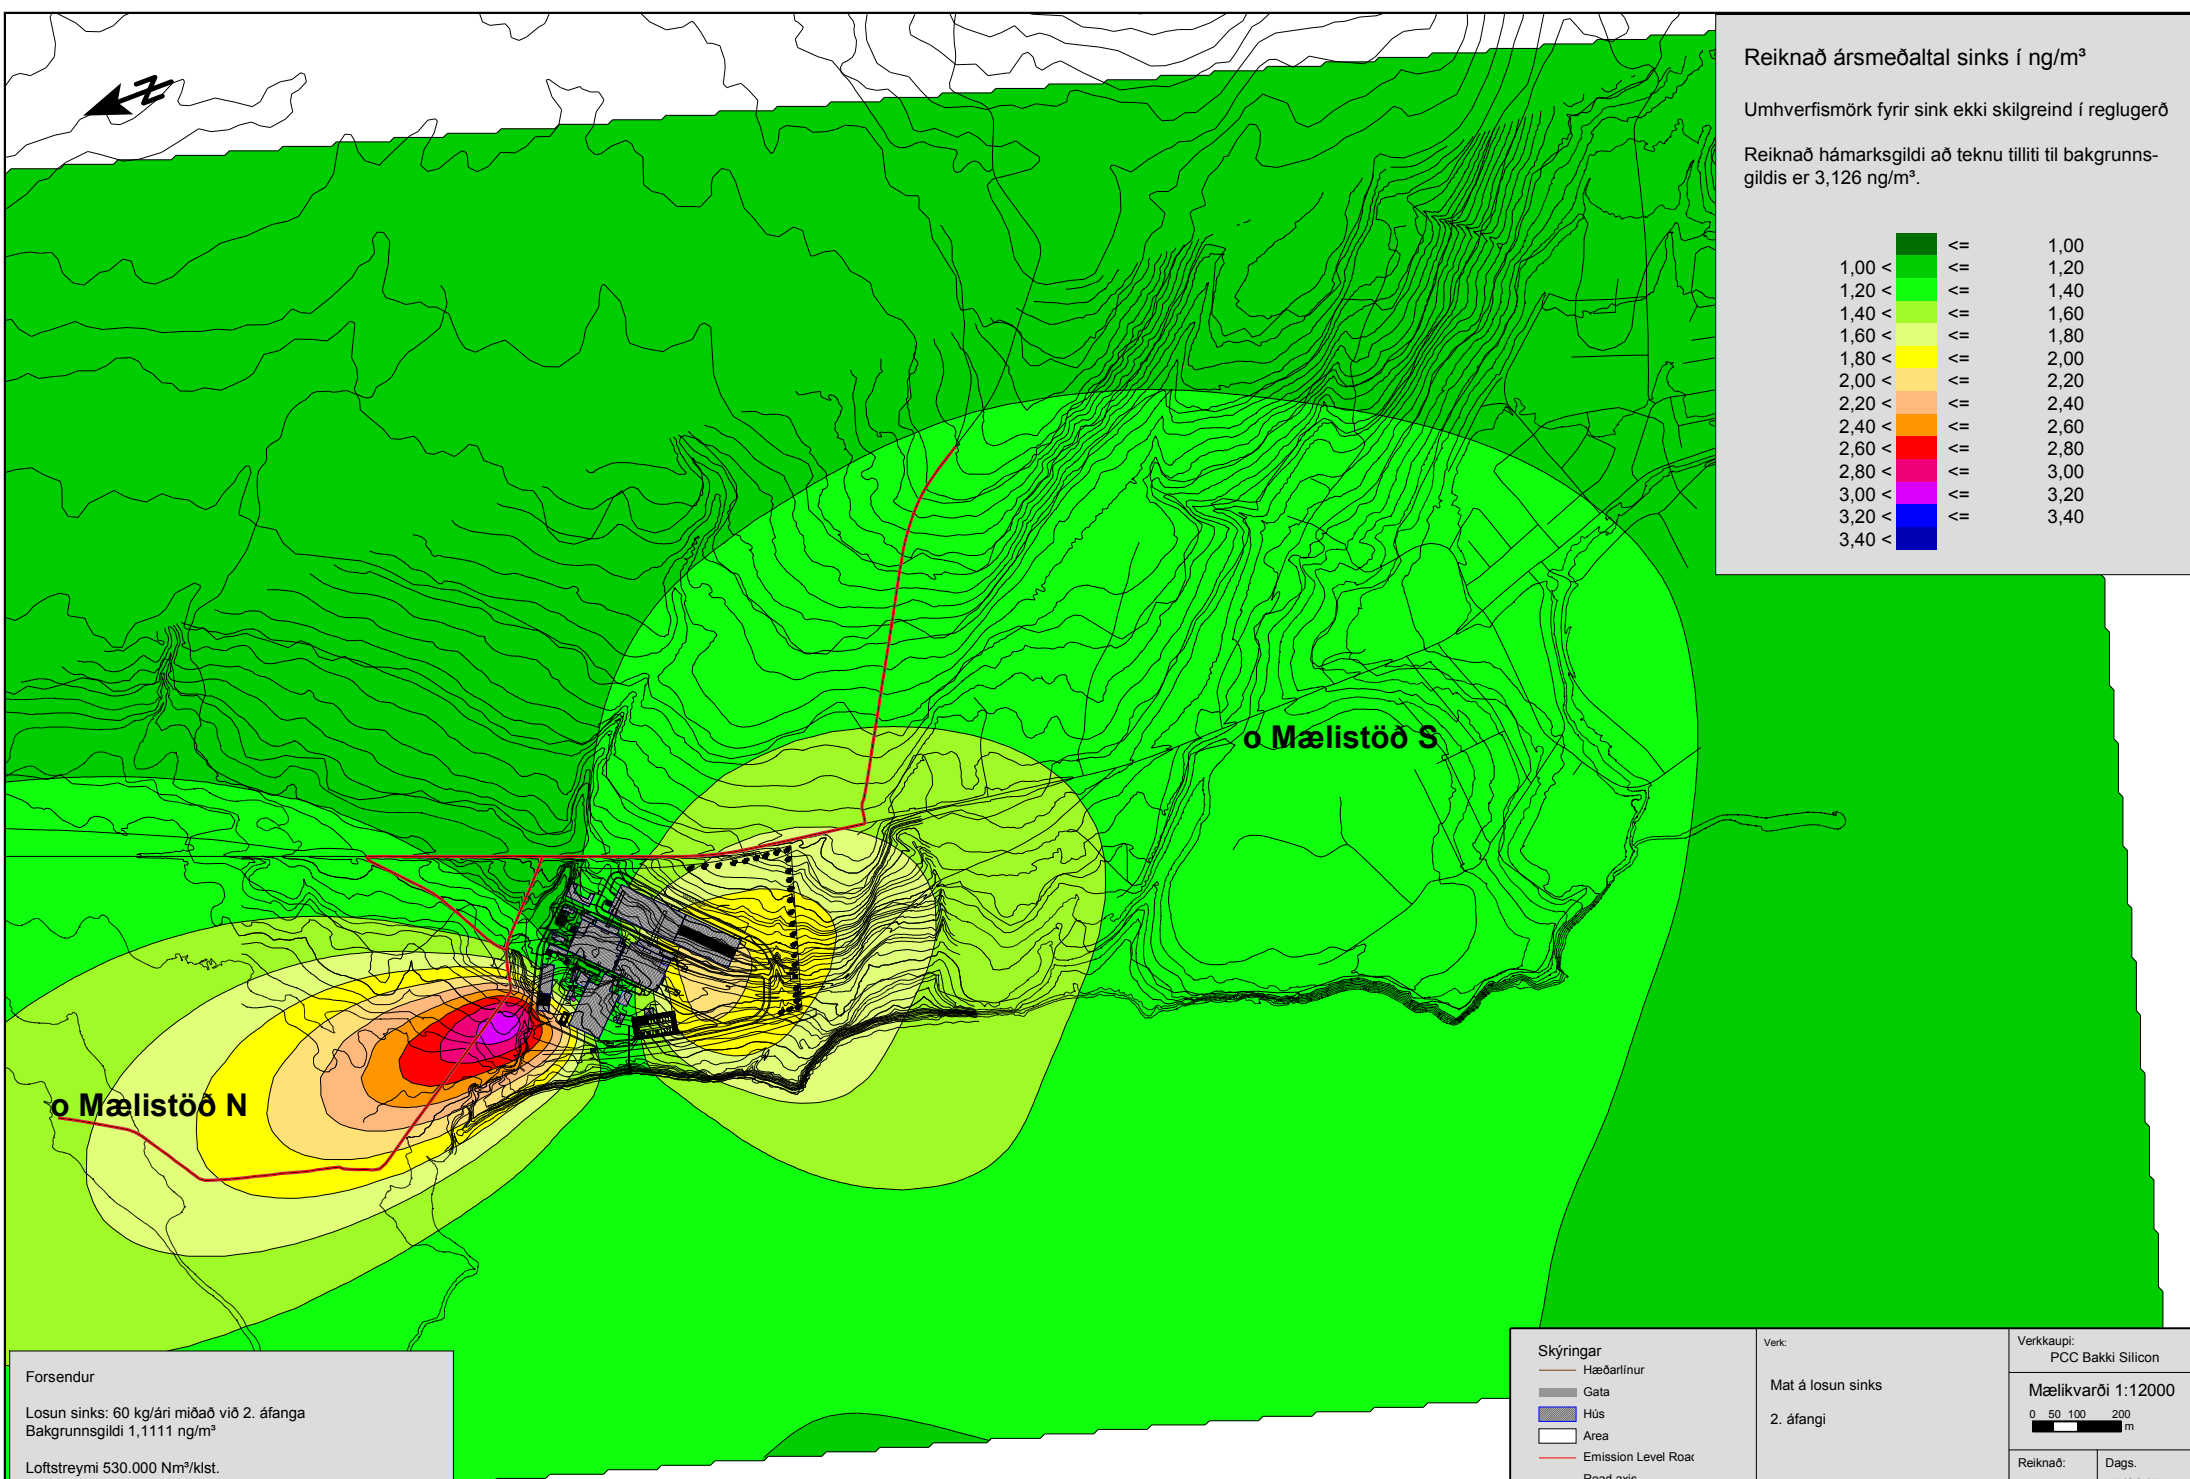 N
Reiknað ársmeðaltal sinks í ng/m³
Umhverfismörk fyrir sink ekki skilgreind í reglugerð
Reiknað hámarksgildi að teknu tilliti til bakgrunns-
gildis er 3,126 ng/m³.
<= 1,00
1,00 < <= 1,20
1,20 < <= 1,40
1,40 < <= 1,60
1,60 < <= 1,80
1,80 < <= 2,00
2,00 < <= 2,20
2,20 < <= 2,40
2,40 < <= 2,60
2,60 < <= 2,80
2,80 < <= 3,00
3,00 < <= 3,20
3,20 < <= 3,40
3,40 <
o Mælistöð S
o Mælistöð N
Forsendur
Losun sinks: 60 kg/ári miðað við 2. áfanga
Bakgrunnsgildi 1,1111 ng/m³
Loftstreymi 530.000 Nm³/klst.
Skýringar
Hæðarlínur
Gata
Hús
Area
Emission Level Road
Road axis
Verk:
Mat á losun sinks
2. áfangi
Verkkaupi:
PCC Bakki Silicon
Mælikvarði 1:12000
0 50 100 200
m
Reiknað:
Dags.